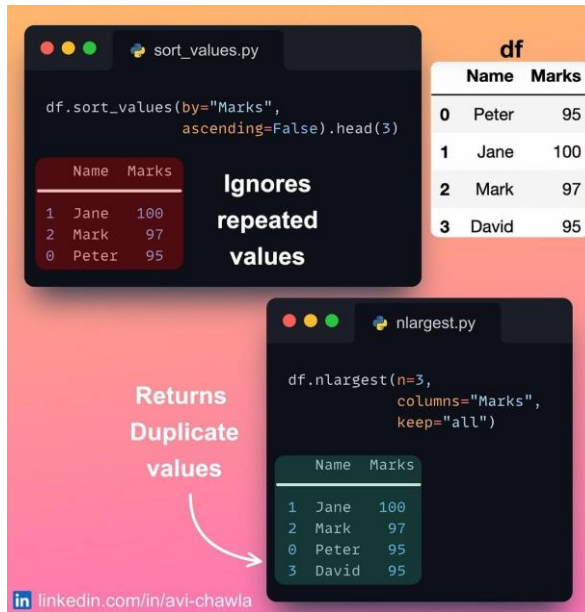 sort_values.py
df.sort_values(by="Marks",
ascending=False).head(3)
Name Marks
1 Jane 100
2 Mark 97
0 Peter 95
Ignores
repeated
values
df
Name Marks
0 Peter 95
1 Jane 100
2 Mark 97
3 David 95
nlargest.py
df.nlargest(n=3,
columns="Marks",
keep="all")
Returns
Duplicate
values
Name Marks
1 Jane 100
2 Mark 97
0 Peter 95
3 David 95
in linkedin.com/in/avi-chawla